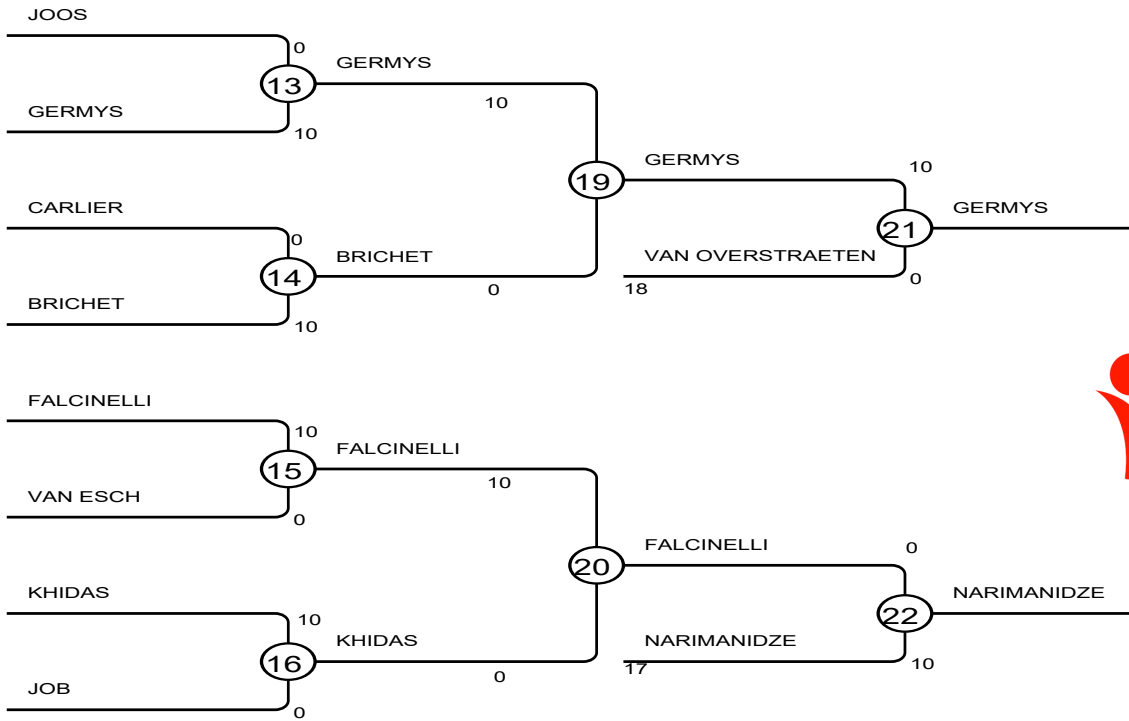 JOOS
0
13
GERMYS
10
GERMYS
10
19
GERMYS
10
CARLIER
0
14
BRICHET
0
BRICHET
10
21
GERMYS
VAN OVERSTRAETEN
18
0
FALCINELLI
10
15
FALCINELLI
10
VAN ESCH
0
20
FALCINELLI
0
KHIDAS
10
16
KHIDAS
0
JOB
0
22
NARIMANIDZE
NARIMANIDZE
17
10